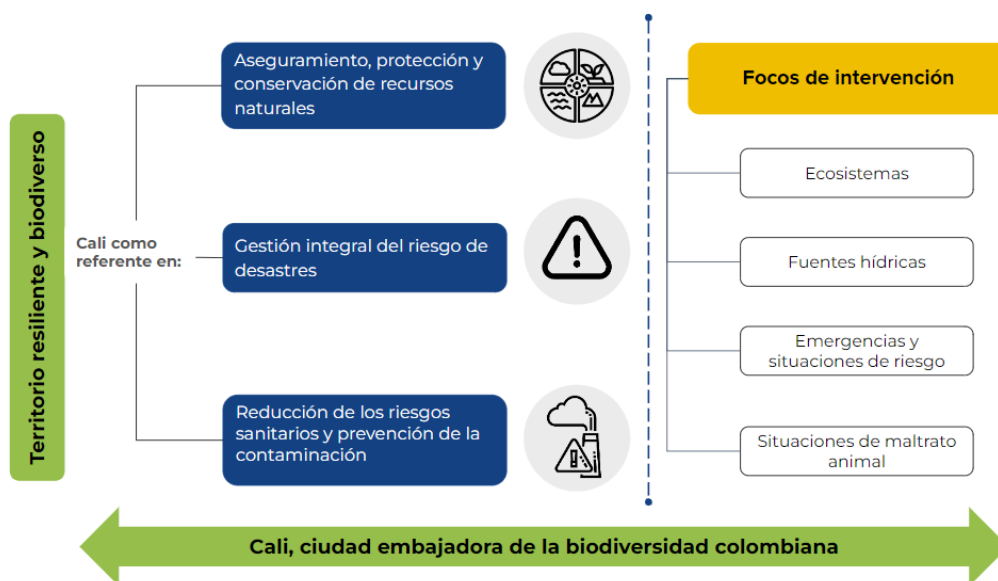 Territorio resiliente y biodiverso
Cali como
referente en:
Aseguramiento, protección y
conservación de recursos
naturales
Gestión integral del riesgo de
desastres
Reducción de los riesgos
sanitarios y prevención de la
contaminación
Focos de intervención
Ecosistemas
Fuentes hídricas
Emergencias y
situaciones de riesgo
Situaciones de maltrato
animal
Cali, ciudad embajadora de la biodiversidad colombiana